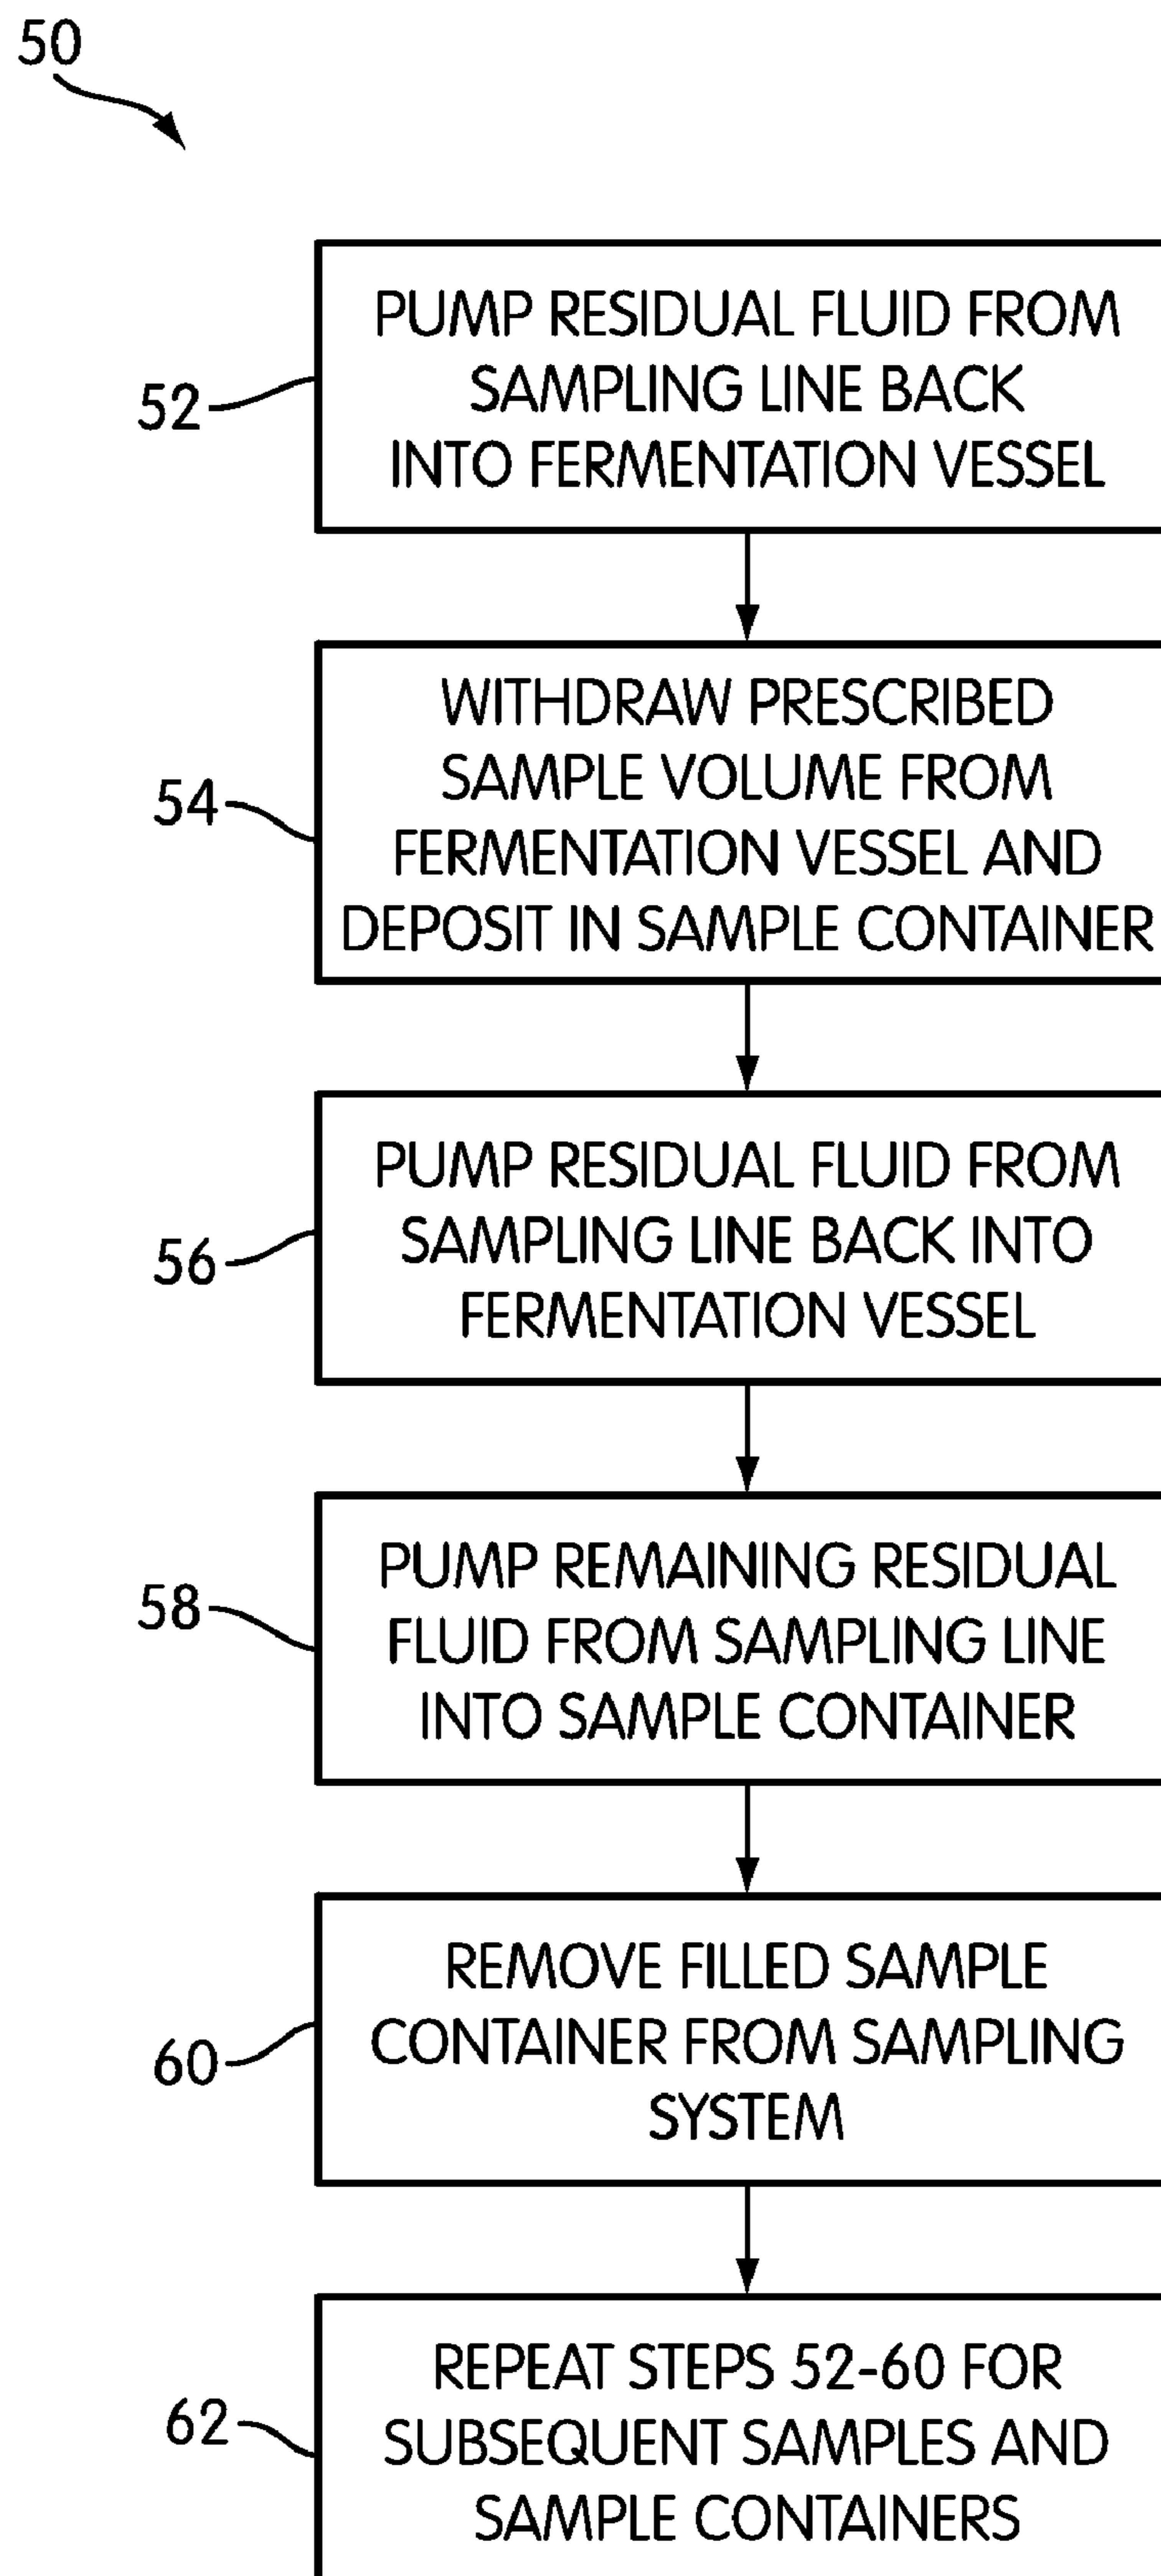 50
52
PUMP RESIDUAL FLUID FROM
SAMPLING LINE BACK
INTO FERMENTATION VESSEL
54
WITHDRAW PRESCRIBED
SAMPLE VOLUME FROM
FERMENTATION VESSEL AND
DEPOSIT IN SAMPLE CONTAINER
56
PUMP RESIDUAL FLUID FROM
SAMPLING LINE BACK INTO
FERMENTATION VESSEL
58
PUMP REMAINING RESIDUAL
FLUID FROM SAMPLING LINE
INTO SAMPLE CONTAINER
60
REMOVE FILLED SAMPLE
CONTAINER FROM SAMPLING
SYSTEM
62
REPEAT STEPS 52-60 FOR
SUBSEQUENT SAMPLES AND
SAMPLE CONTAINERS